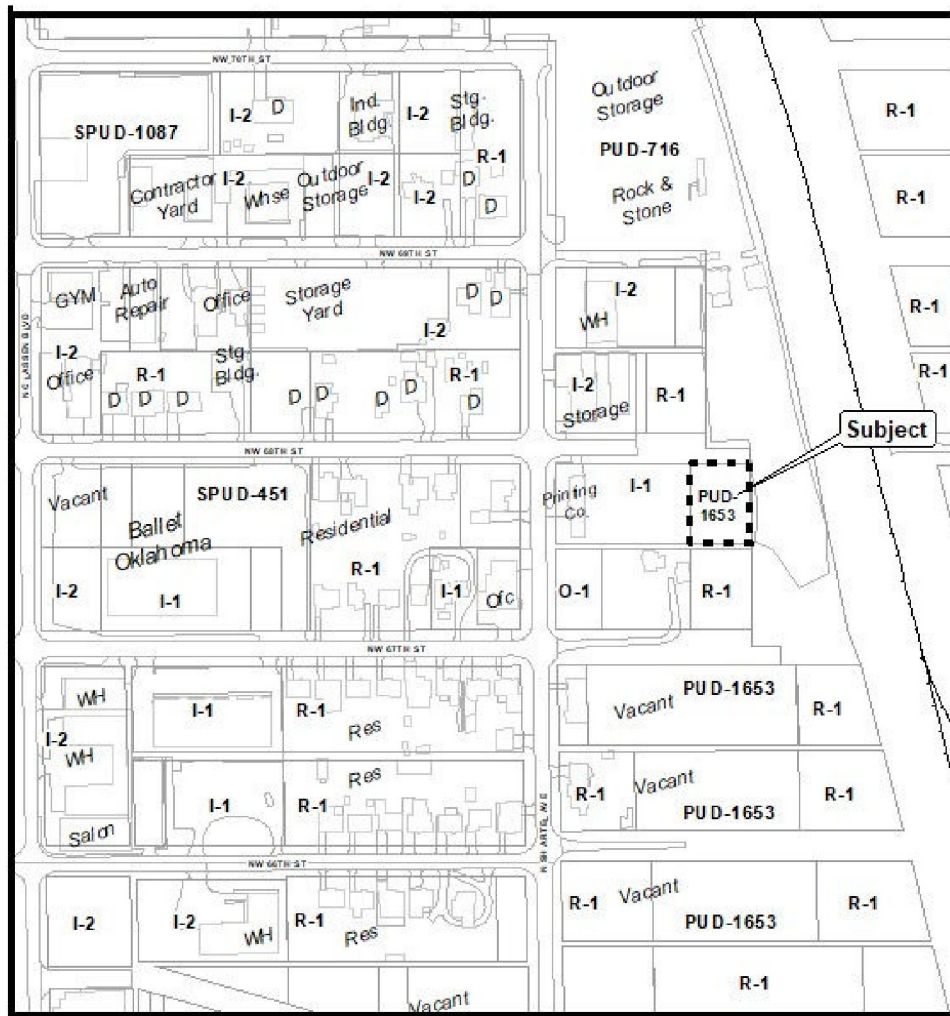 NW 70TH ST
Outdoor
Storage
PUD-716
Rock &
Stone
R-1
R-1
R-1
R-1
SPUD-1087
I-2
D
Ind.
Bldg.
I-2
Stg.
Bldg.
R-1
Contractor
Yard
I-2
Whse
Outdoor
Storage
I-2
I-2
D
D
NW 69TH ST
GYM
Auto
Repair
Office
Storage
Yard
I-2
D
D
I-2
WH
I-2
Office
R-1
Stg.
Bldg.
D
D
D
D
D
D
D
R-1
D
I-2
Storage
R-1
NW 68TH ST
Subject
Vacant
SPUD-451
Ballet
Oklahoma
Residential
Printing
Co.
I-1
PUD-
1653
I-2
I-1
R-1
I-1
Ofc
O-1
R-1
NW 67TH ST
WH
I-1
R-1
Res
Vacant
PUD-1653
R-1
I-2
WH
Res
I-1
R-1
R-1
Vacant
PUD-1653
R-1
Salon
NW 66TH ST
I-2
I-2
WH
R-1
Res
R-1
Vacant
PUD-1653
R-1
R-1
Vacant